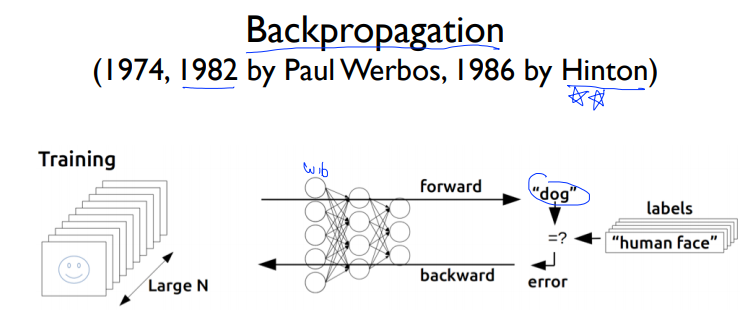 Backpropagation
(1974, 1982 by Paul Werbos, 1986 by Hinton)
Training
w,b
forward
"dog"
labels
=?
"human face"
backward
error
Large N